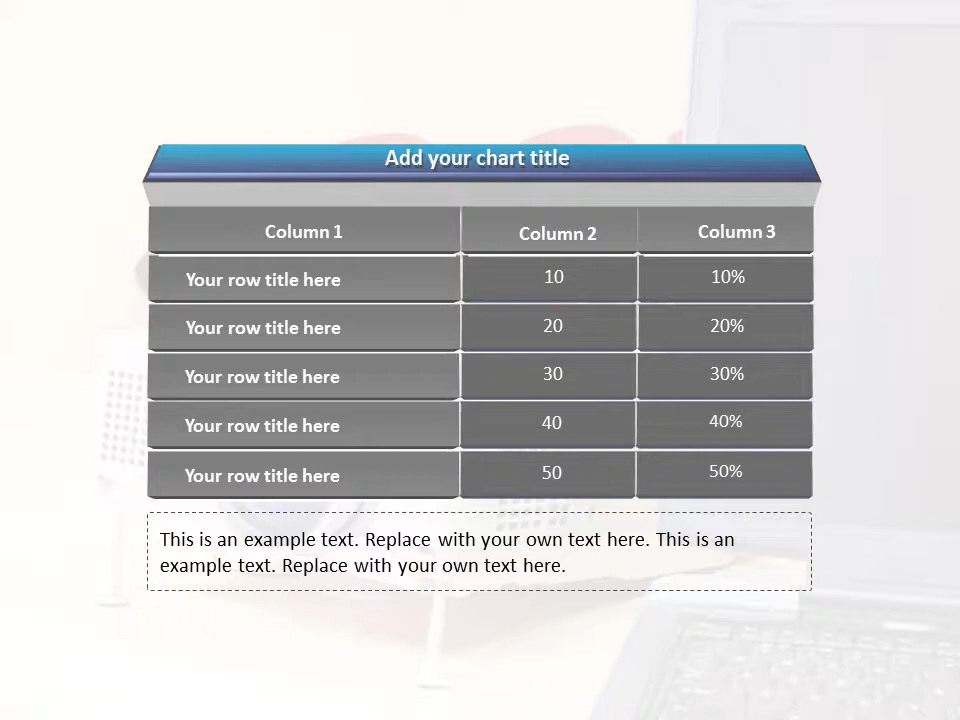 Add your chart title
Column 1 Column 2 Column 3
Your row title here 10 10%
Your row title here 20 20%
Your row title here 30 30%
Your row title here 40 40%
Your row title here 50 50%
This is an example text. Replace with your own text here. This is an
example text. Replace with your own text here.